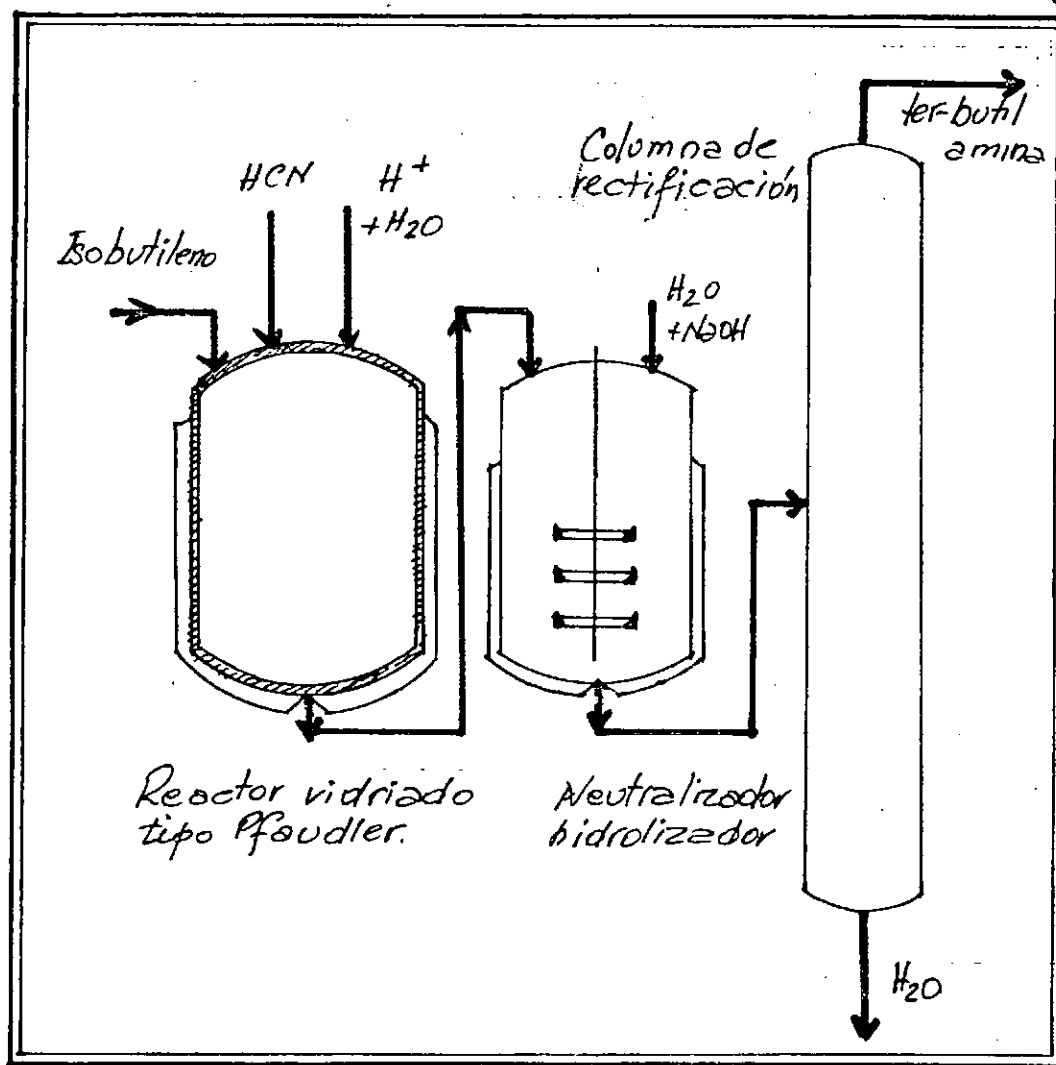 Isobutileno
HCN
H+
+H2O
Reactor vidriado
tipo Pfaudler.
H2O
+NaOH
Neutralizador
hidrolizador
Columna de
rectificación
ter-butil
amina
H2O